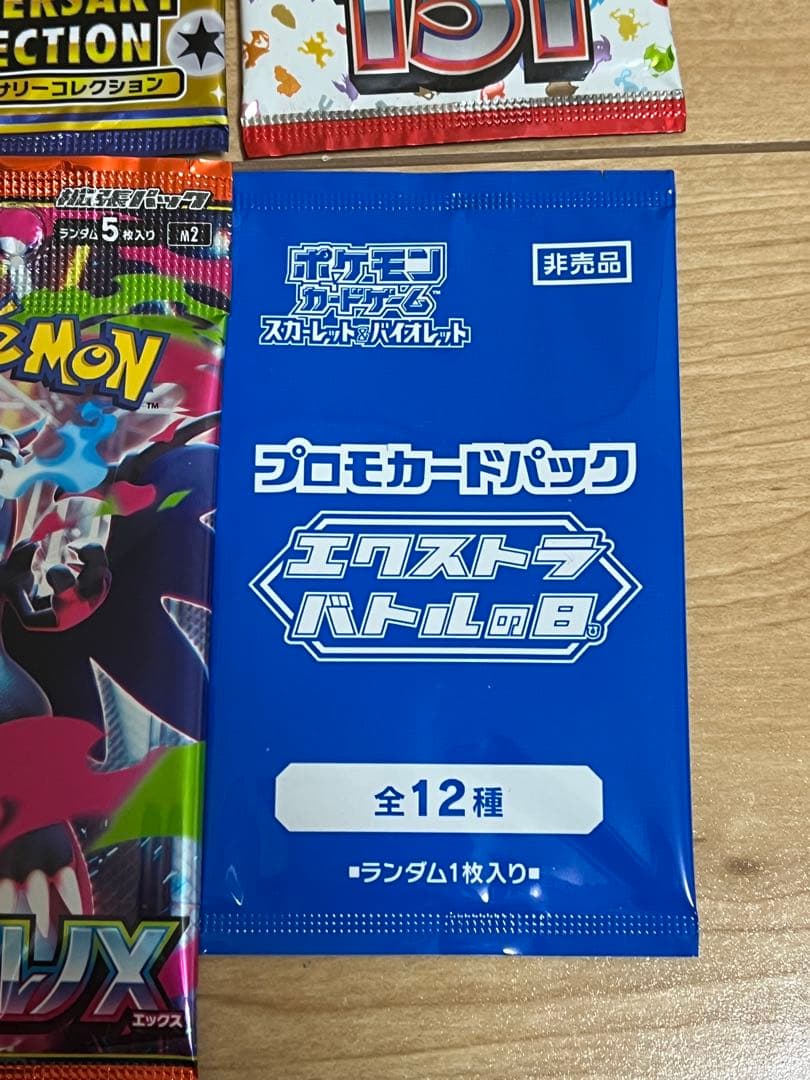 ECTION
サリーコレクション
151
拡張パック
ランダム5枚入り M2
émon
TM
エックス
ポケモン
カードゲーム
スカーレット&バイオレット
非売品
プロモカードパック
エクストラ
バトルの日
全12種
■ランダム1枚入り■